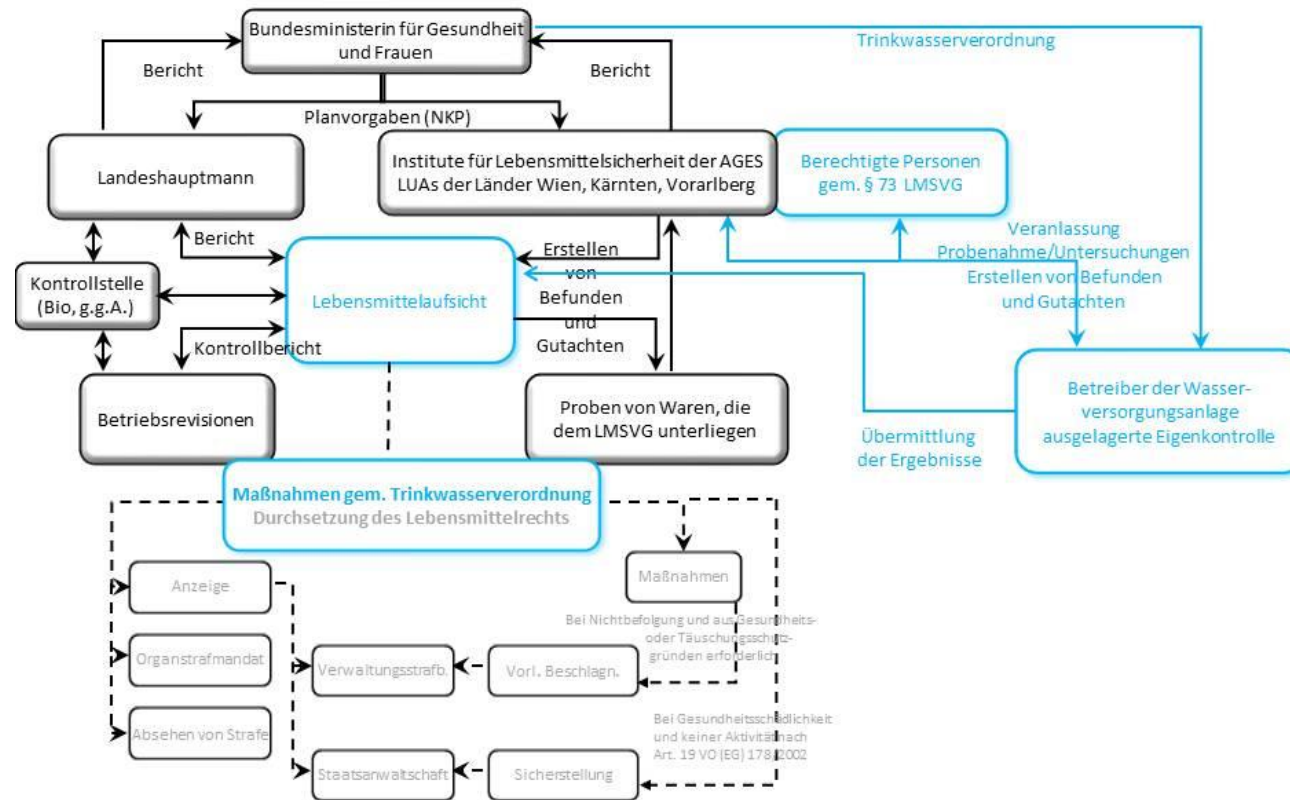 Bundesministerin für Gesundheit
und Frauen
Trinkwasserverordnung
Bericht
Bericht
Planvorgaben (NKP)
Landeshauptmann
Institute für Lebensmittelsicherheit der AGES
LUAs der Länder Wien, Kärnten, Vorarlberg
Berechtigte Personen
gem. § 73 LMSVG
Bericht
Erstellen
von
Befunden
und
Gutachten
Veranlassung
Probenahme/Untersuchungen
Erstellen von Befunden
und Gutachten
Kontrollstelle
(Bio, g.g.A.)
Lebensmittelaufsicht
Kontrollbericht
Betriebsrevisionen
Proben von Waren, die
dem LMSVG unterliegen
Betreiber der Wasser-
versorgungsanlage
ausgelagerte Eigenkontrolle
Übermittlung
der Ergebnisse
Maßnahmen gem. Trinkwasserverordnung
Durchsetzung des Lebensmittelrechts
Anzeige
Maßnahmen
Bei Nichtbefolgung und aus Gesundheits-
oder Täuschungsschutz-
gründen erforderlich
Organstrafmandat
Verwaltungsstrafb.
Vorl. Beschlagn.
Absehen von Strafe
Bei Gesundheitsschädlichkeit
und keiner Aktivität nach
Art. 19 VO (EG) 178/2002
Staatsanwaltschaft
Sicherstellung